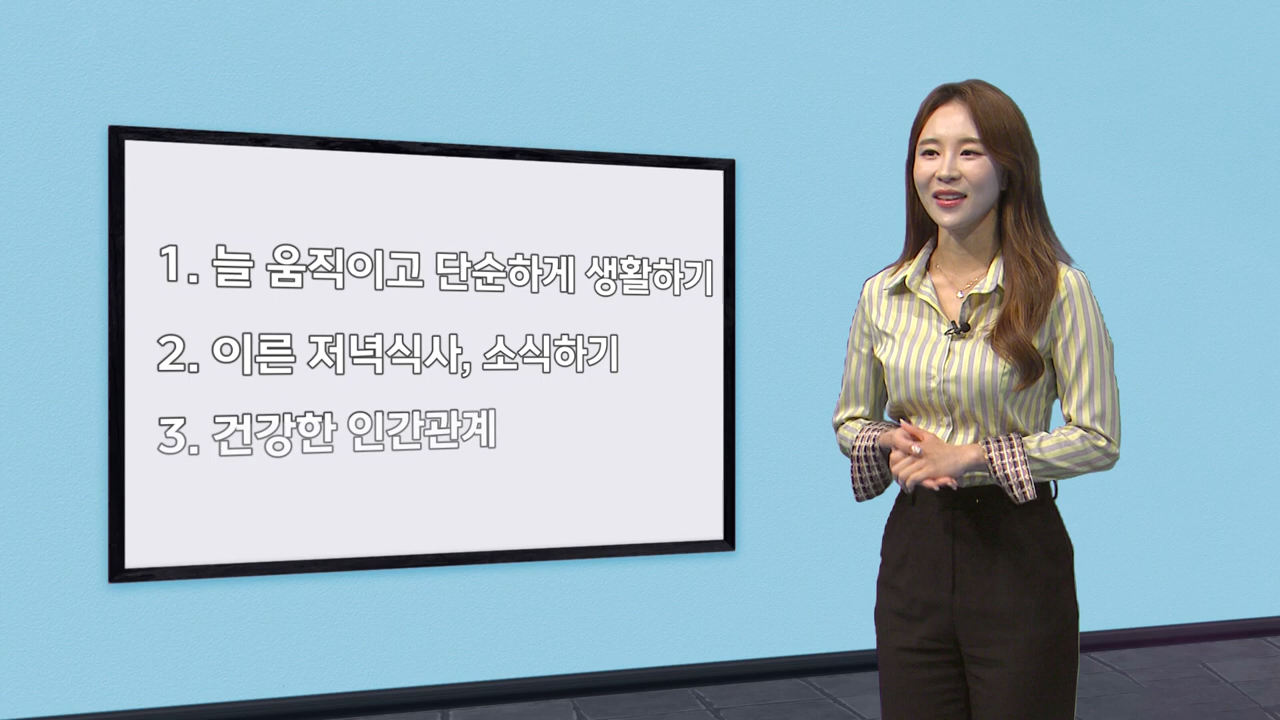 1. 늘 움직이고 단순하게 생활하기
2. 이른 저녁식사, 소식하기
3. 건강한 인간관계